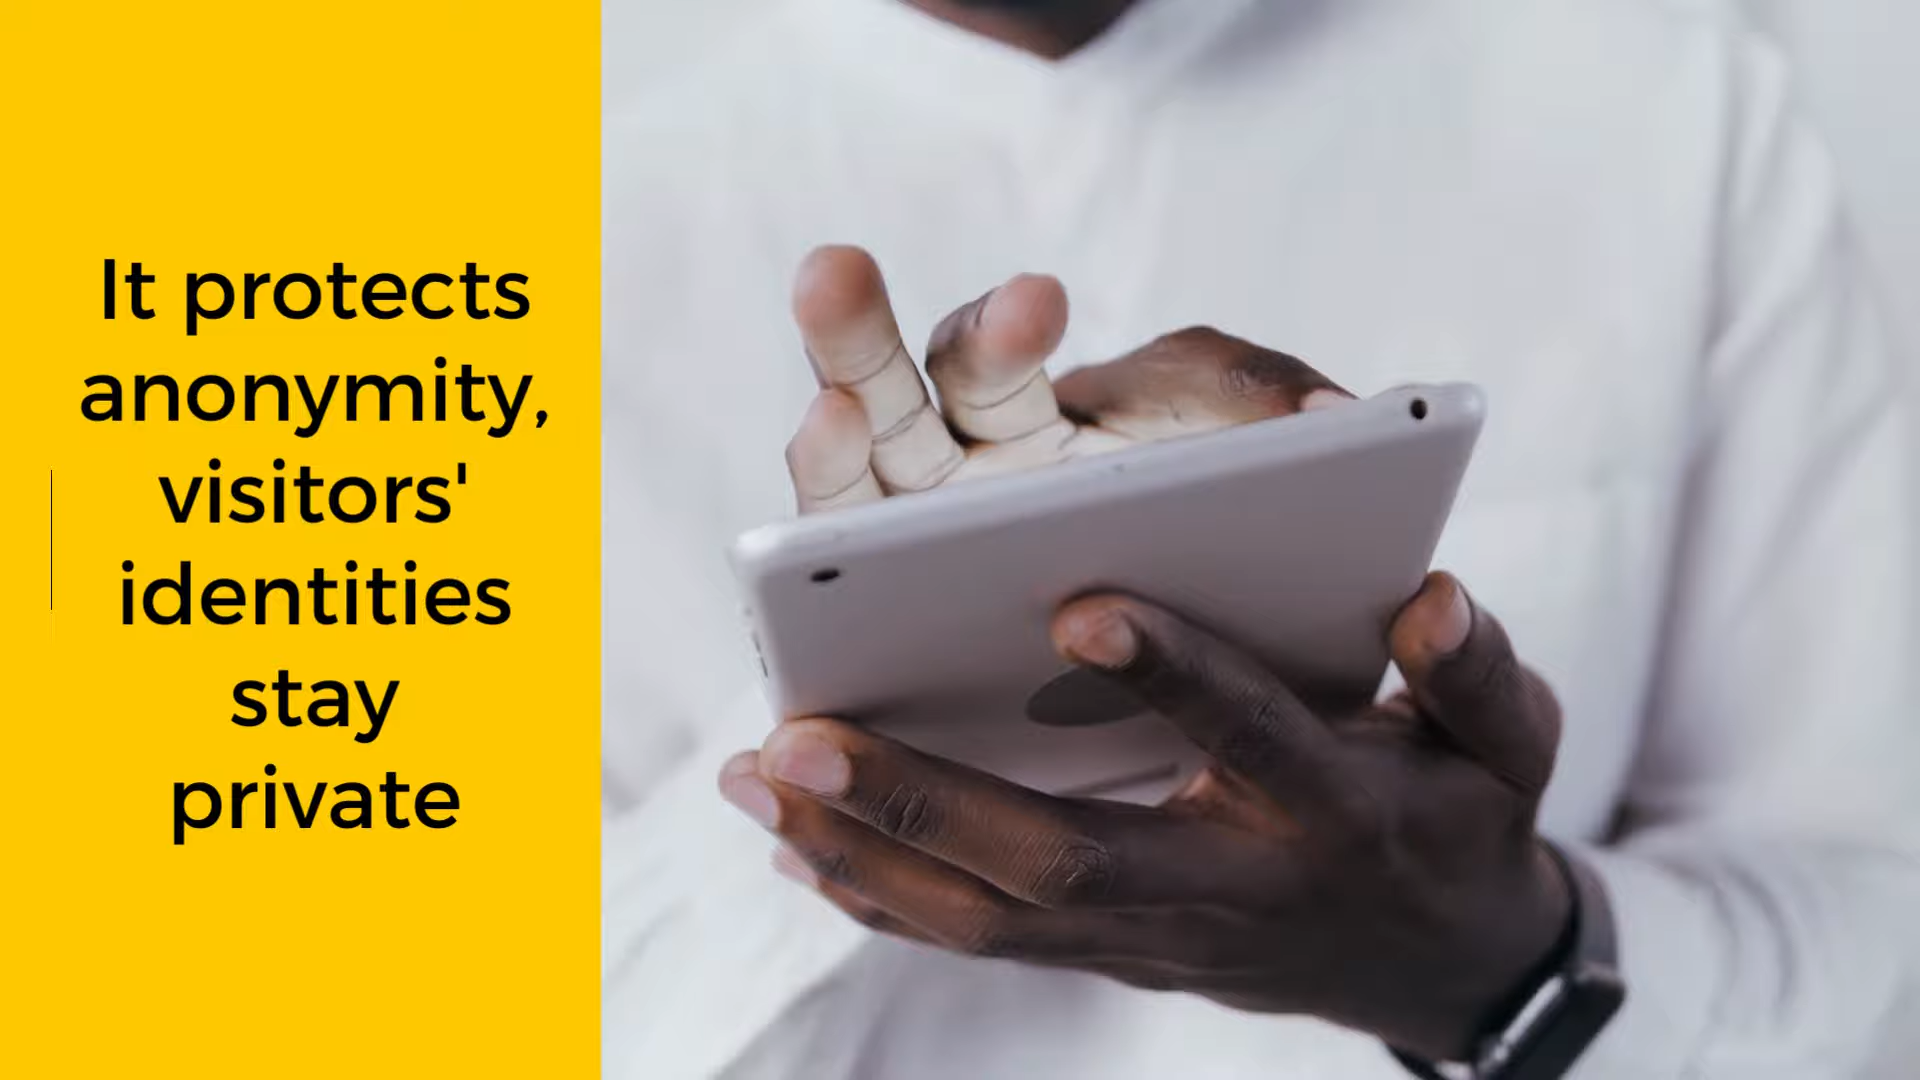 It protects
anonymity,
visitors'
identities
stay
private